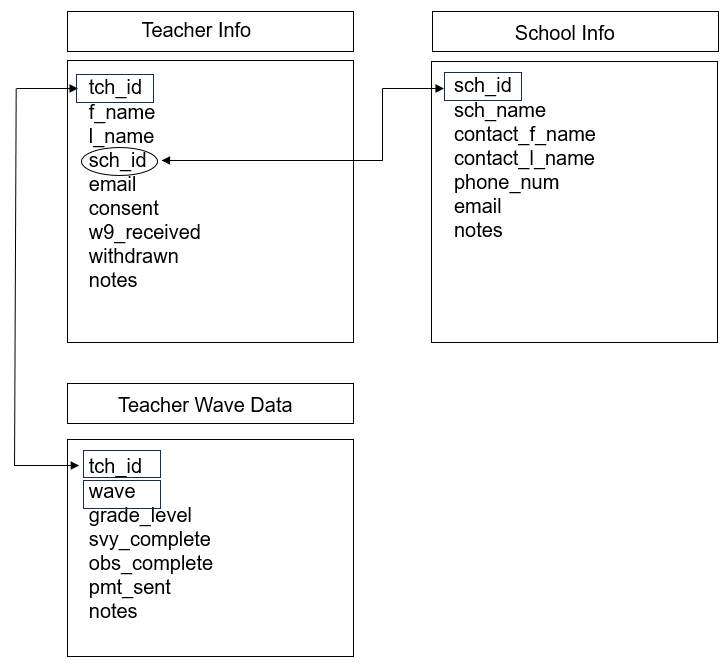 Teacher Info
tch_id
f_name
l_name
sch_id
email
consent
w9_received
withdrawn
notes
School Info
sch_id
sch_name
contact_f_name
contact_l_name
phone_num
email
notes
Teacher Wave Data
tch_id
wave
grade_level
svy_complete
obs_complete
pmt_sent
notes